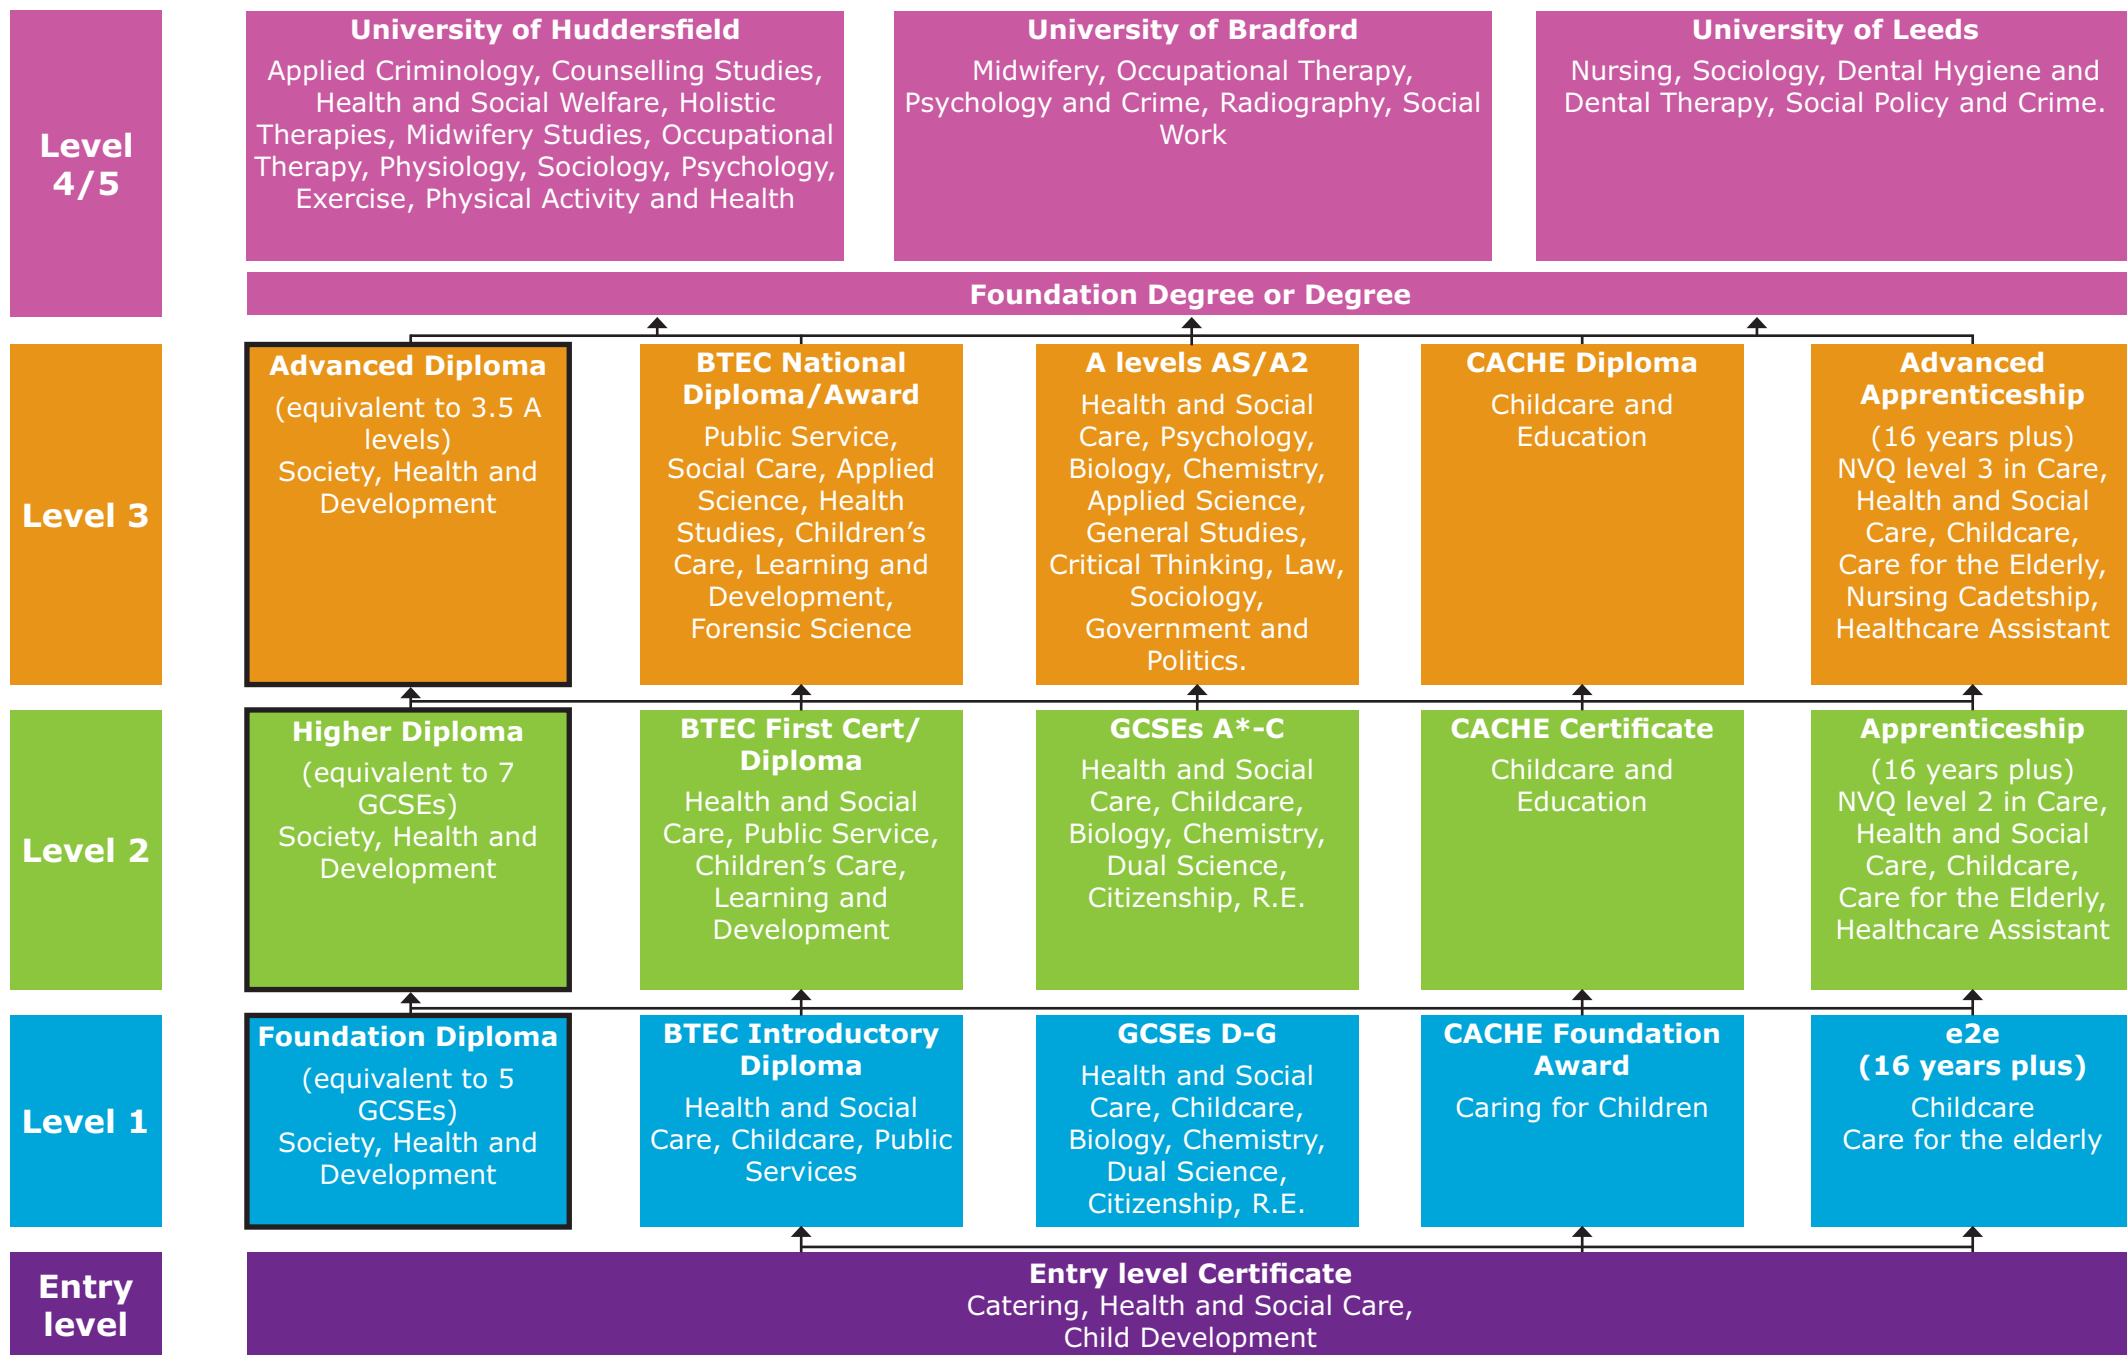 Level
4/5
University of Huddersfield
Applied Criminology, Counselling Studies,
Health and Social Welfare, Holistic
Therapies, Midwifery Studies, Occupational
Therapy, Physiology, Sociology, Psychology,
Exercise, Physical Activity and Health
University of Bradford
Midwifery, Occupational Therapy,
Psychology and Crime, Radiography, Social
Work
University of Leeds
Nursing, Sociology, Dental Hygiene and
Dental Therapy, Social Policy and Crime.
Foundation Degree or Degree
Level 3
Advanced Diploma
(equivalent to 3.5 A
levels)
Society, Health and
Development
BTEC National
Diploma/Award
Public Service,
Social Care, Applied
Science, Health
Studies, Children’s
Care, Learning and
Development,
Forensic Science
A levels AS/A2
Health and Social
Care, Psychology,
Biology, Chemistry,
Applied Science,
General Studies,
Critical Thinking, Law,
Sociology,
Government and
Politics.
CACHE Diploma
Childcare and
Education
Advanced
Apprenticeship
(16 years plus)
NVQ level 3 in Care,
Health and Social
Care, Childcare,
Care for the Elderly,
Nursing Cadetship,
Healthcare Assistant
Level 2
Higher Diploma
(equivalent to 7
GCSEs)
Society, Health and
Development
BTEC First Cert/
Diploma
Health and Social
Care, Public Service,
Children’s Care,
Learning and
Development
GCSEs A*-C
Health and Social
Care, Childcare,
Biology, Chemistry,
Dual Science,
Citizenship, R.E.
CACHE Certificate
Childcare and
Education
Apprenticeship
(16 years plus)
NVQ level 2 in Care,
Health and Social
Care, Childcare,
Care for the Elderly,
Healthcare Assistant
Level 1
Foundation Diploma
(equivalent to 5
GCSEs)
Society, Health and
Development
BTEC Introductory
Diploma
Health and Social
Care, Childcare, Public
Services
GCSEs D-G
Health and Social
Care, Childcare,
Biology, Chemistry,
Dual Science,
Citizenship, R.E.
CACHE Foundation
Award
Caring for Children
e2e
(16 years plus)
Childcare
Care for the elderly
Entry
level
Entry level Certificate
Catering, Health and Social Care,
Child Development